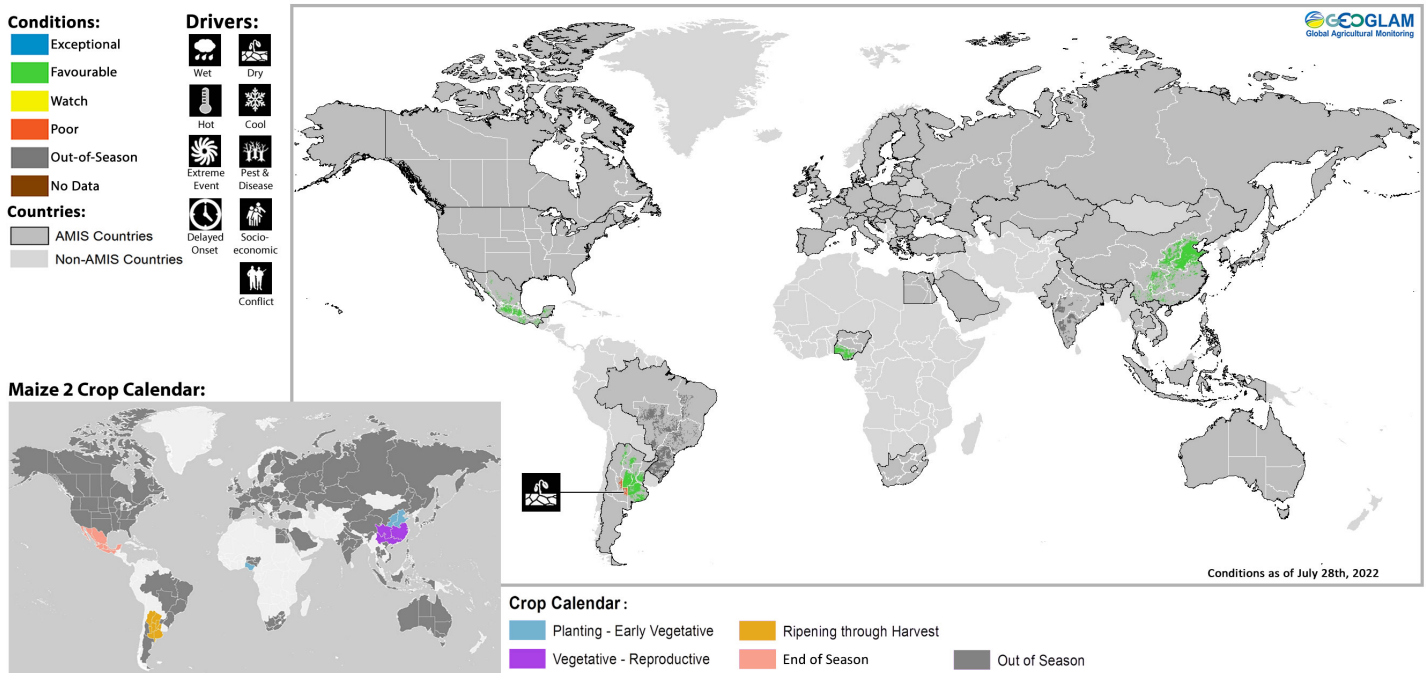 Conditions:
Exceptional
Favourable
Watch
Poor
Out-of-Season
No Data
Countries:
AMIS Countries
Non-AMIS Countries
Drivers:
Wet
Dry
Hot
Cool
Extreme
Event
Pest &
Disease
Delayed
Onset
Socio-
economic
Conflict
GEOGLAM
Global Agricultural Monitoring
Conditions as of July 28th, 2022
Maize 2 Crop Calendar:
Crop Calendar :
Planting - Early Vegetative
Ripening through Harvest
Vegetative - Reproductive
End of Season
Out of Season